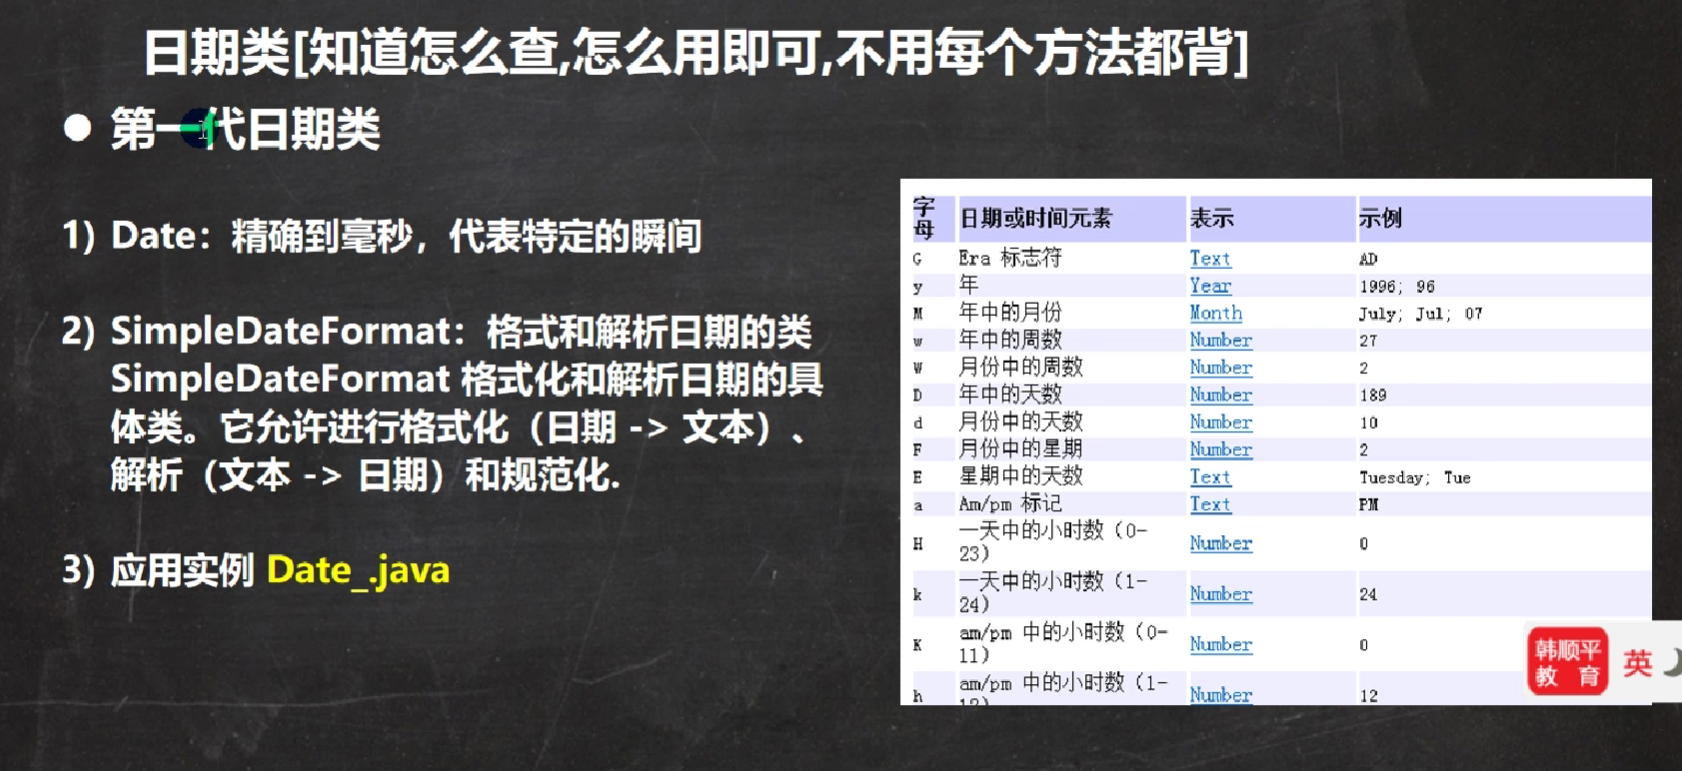 日期类[知道怎么查,怎么用即可,不用每个方法都背]
● 第一代日期类
1) Date：精确到毫秒，代表特定的瞬间
2) SimpleDateFormat：格式和解析日期的类
SimpleDateFormat 格式化和解析日期的具
体类。它允许进行格式化（日期 -> 文本）、
解析（文本 -> 日期）和规范化.
3) 应用实例 Date_.java
字母 日期或时间元素 表示 示例
G Era 标志符 Text AD
y 年 Year 1996; 96
M 年中的月份 Month July; Jul; 07
w 年中的周数 Number 27
W 月份中的周数 Number 2
D 年中的天数 Number 189
d 月份中的天数 Number 10
F 月份中的星期 Number 2
E 星期中的天数 Text Tuesday; Tue
a Am/pm 标记 Text PM
H 一天中的小时数（0-23） Number 0
k 一天中的小时数（1-24） Number 24
K am/pm 中的小时数（0-11） Number 0
h am/pm 中的小时数（1-12） Number 12
韩顺平
教 育
英